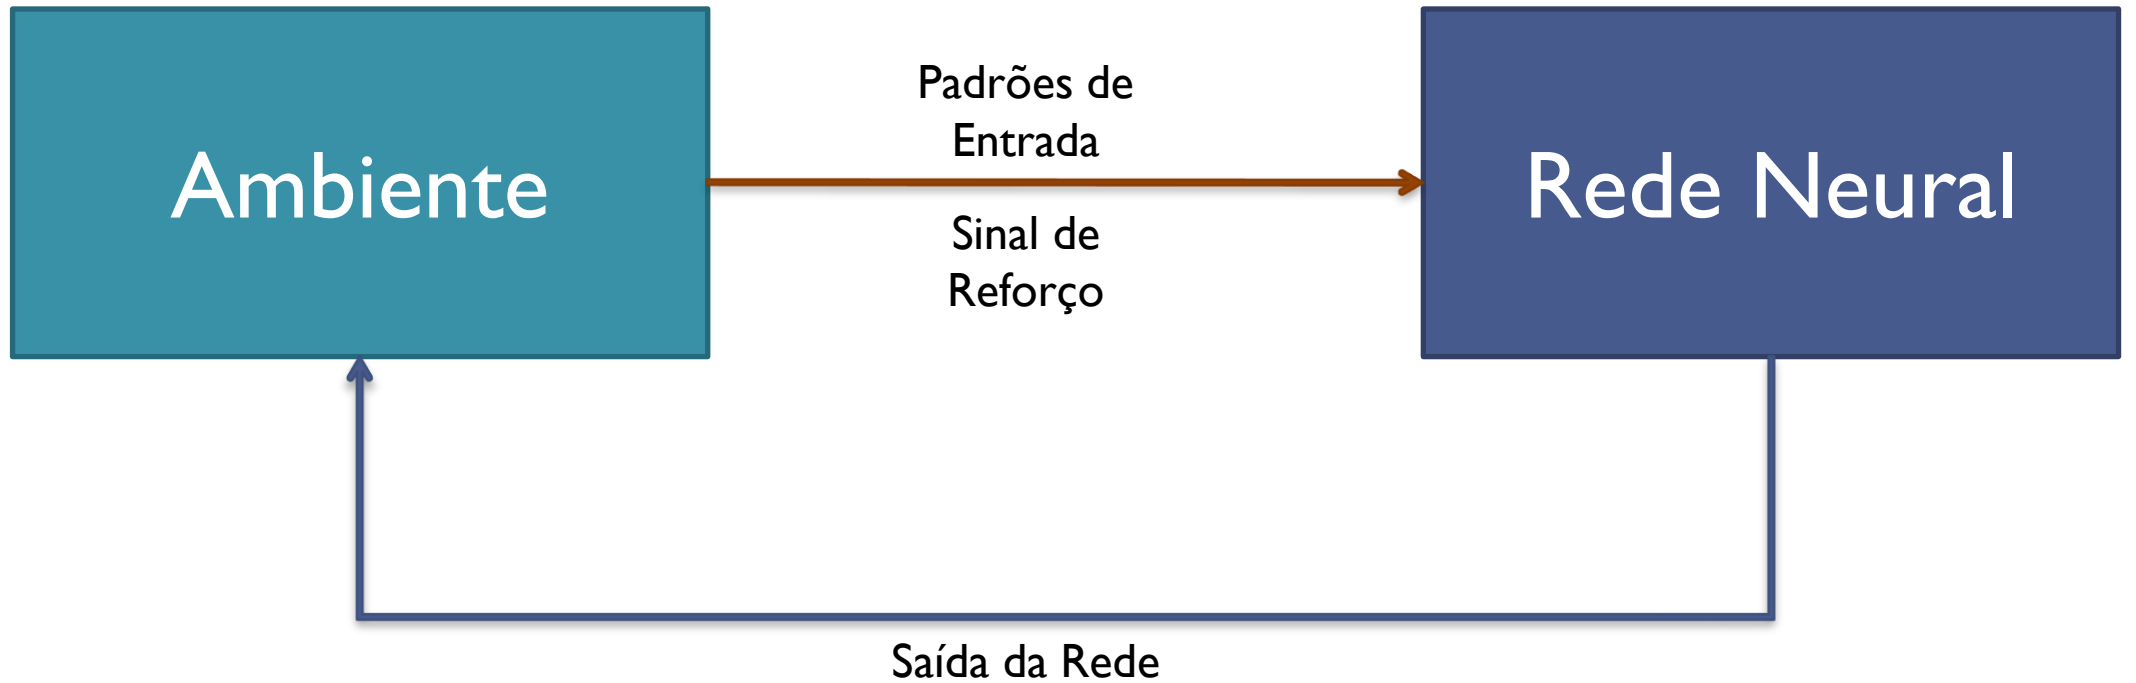 Ambiente
Padrões de
Entrada
Sinal de
Reforço
Rede Neural
Saída da Rede